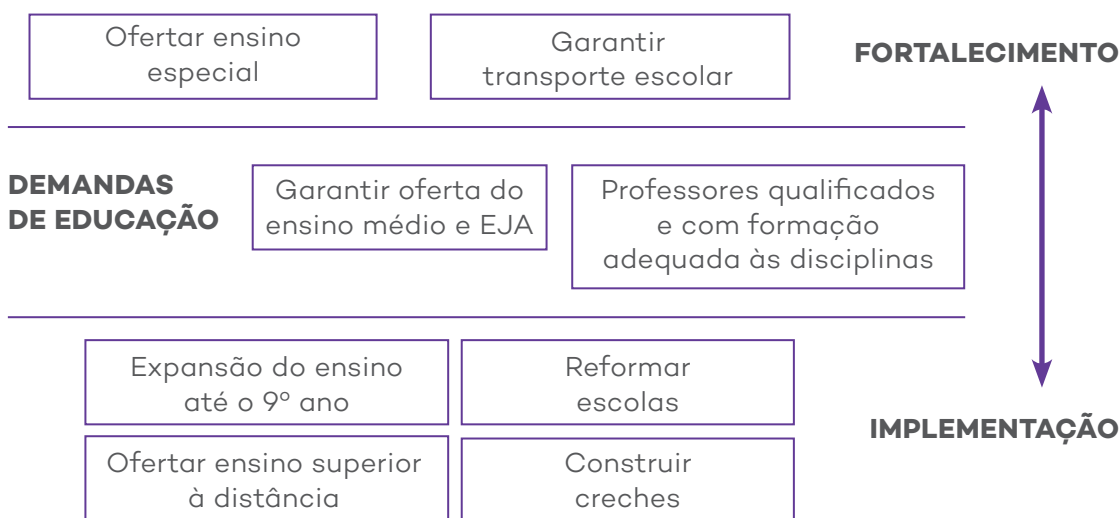 Ofertar ensino
especial
Garantir
transporte escolar
FORTALECIMENTO
DEMANDAS
DE EDUCAÇÃO
Garantir oferta do
ensino médio e EJA
Professores qualificados
e com formação
adequada às disciplinas
Expansão do ensino
até o 9º ano
Reformar
escolas
IMPLEMENTAÇÃO
Ofertar ensino superior
à distância
Construir
creches